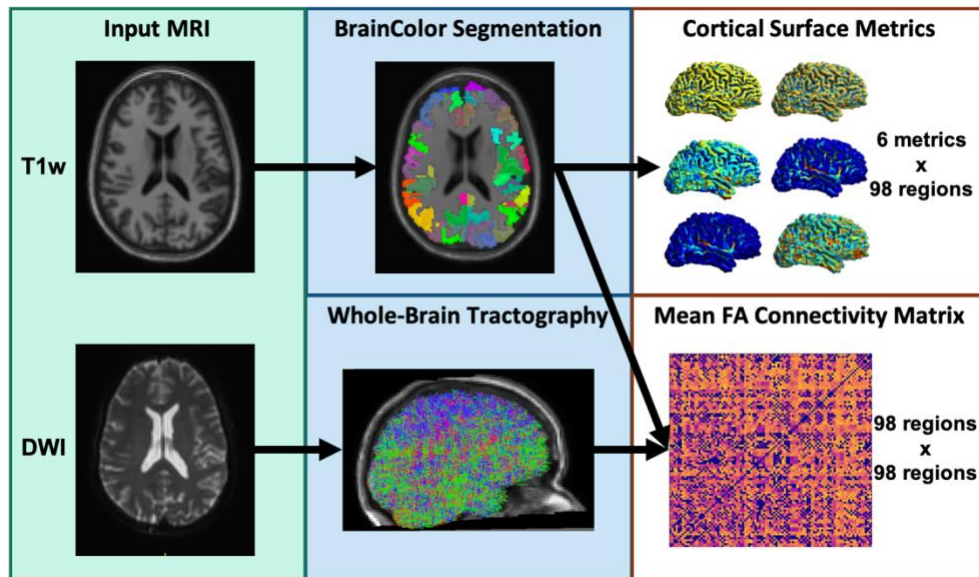 Input MRI
BrainColor Segmentation
Cortical Surface Metrics
T1w
6 metrics
x
98 regions
Whole-Brain Tractography
Mean FA Connectivity Matrix
DWI
98 regions
x
98 regions